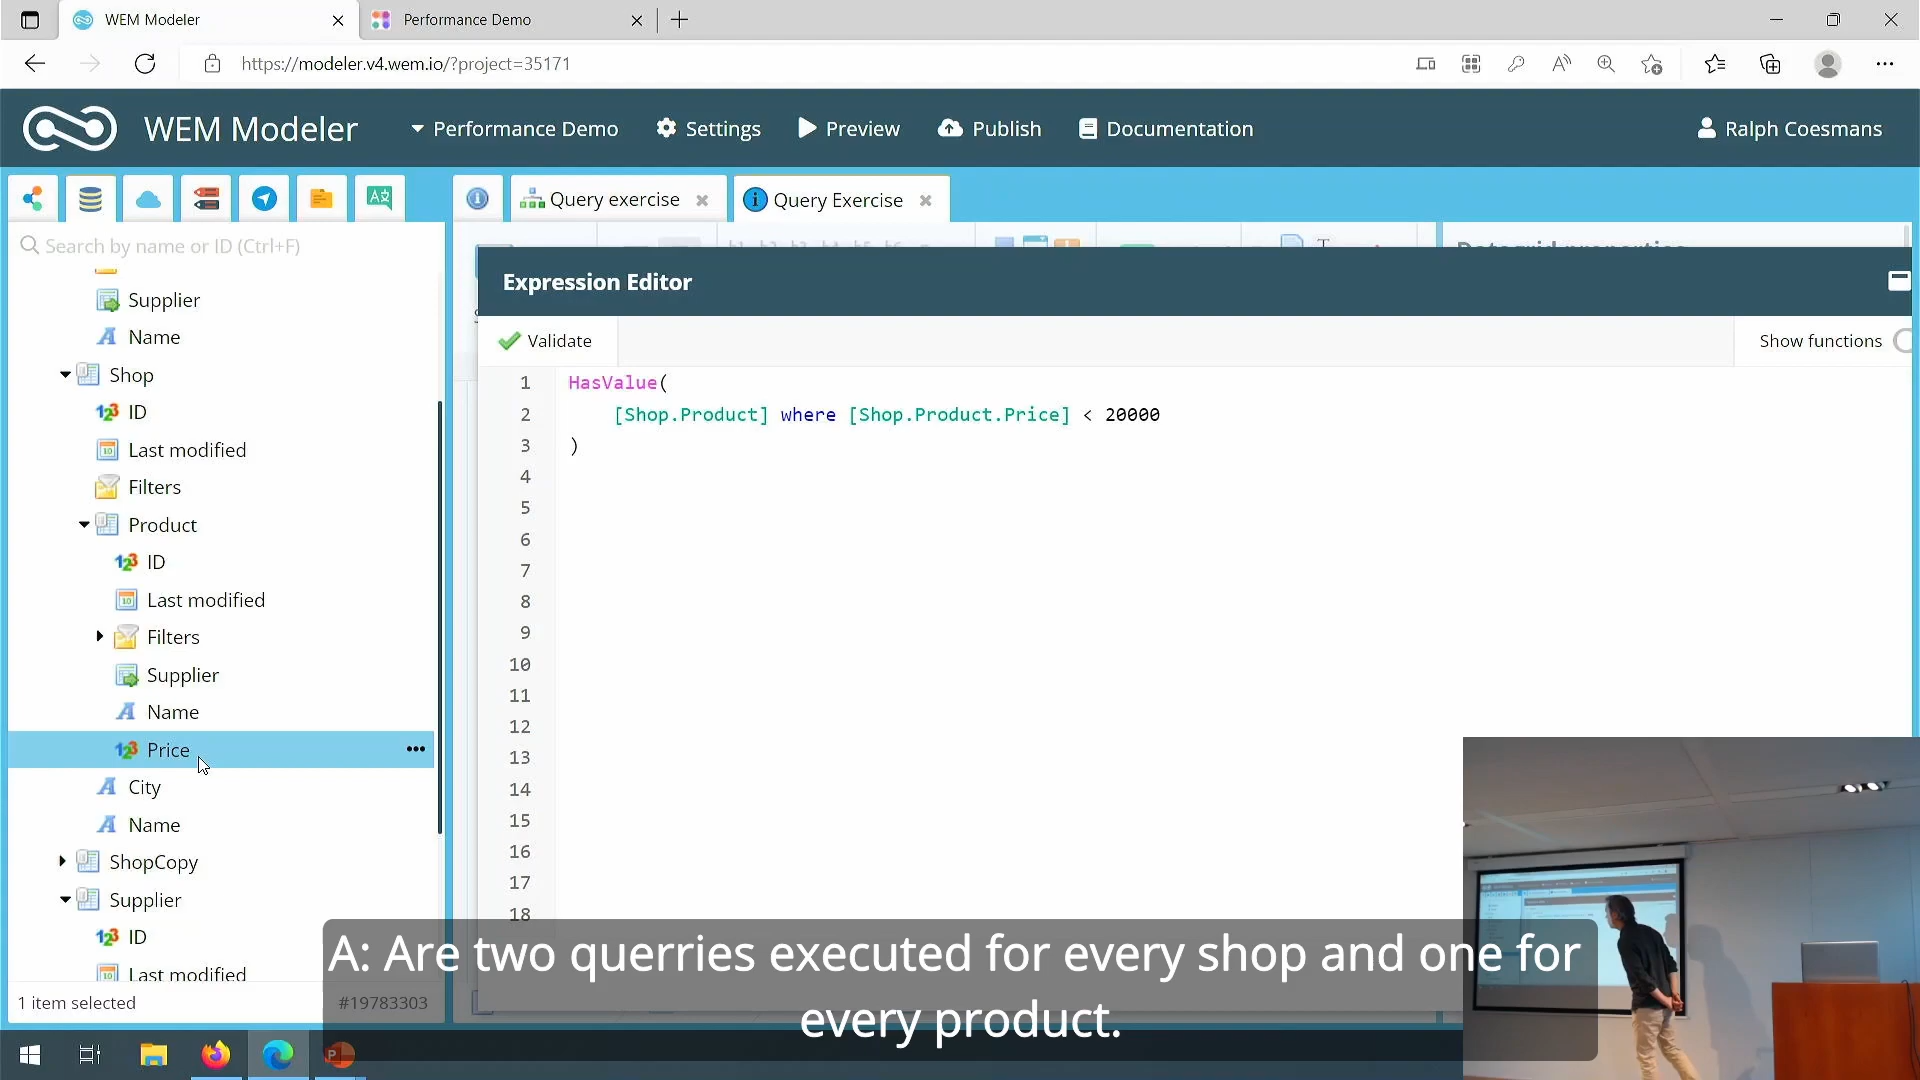 WEM Modeler
Performance Demo
https://modeler.v4.wem.io/?project=35171
WEM Modeler
Performance Demo
Settings
Preview
Publish
Documentation
Ralph Coesmans
Query exercise
Query Exercise
Search by name or ID (Ctrl+F)
Datagrid properties
Expression Editor
Validate
Show functions
Supplier
Name
Shop
ID
Last modified
Filters
Product
ID
Last modified
Filters
Supplier
Name
Price
City
Name
ShopCopy
Supplier
ID
Last modified
1 item selected
#19783303
1 HasValue(
2 [Shop.Product] where [Shop.Product.Price] < 20000
3 )
4
5
6
7
8
9
10
11
12
13
14
15
16
17
18
A: Are two querries executed for every shop and one for
every product.